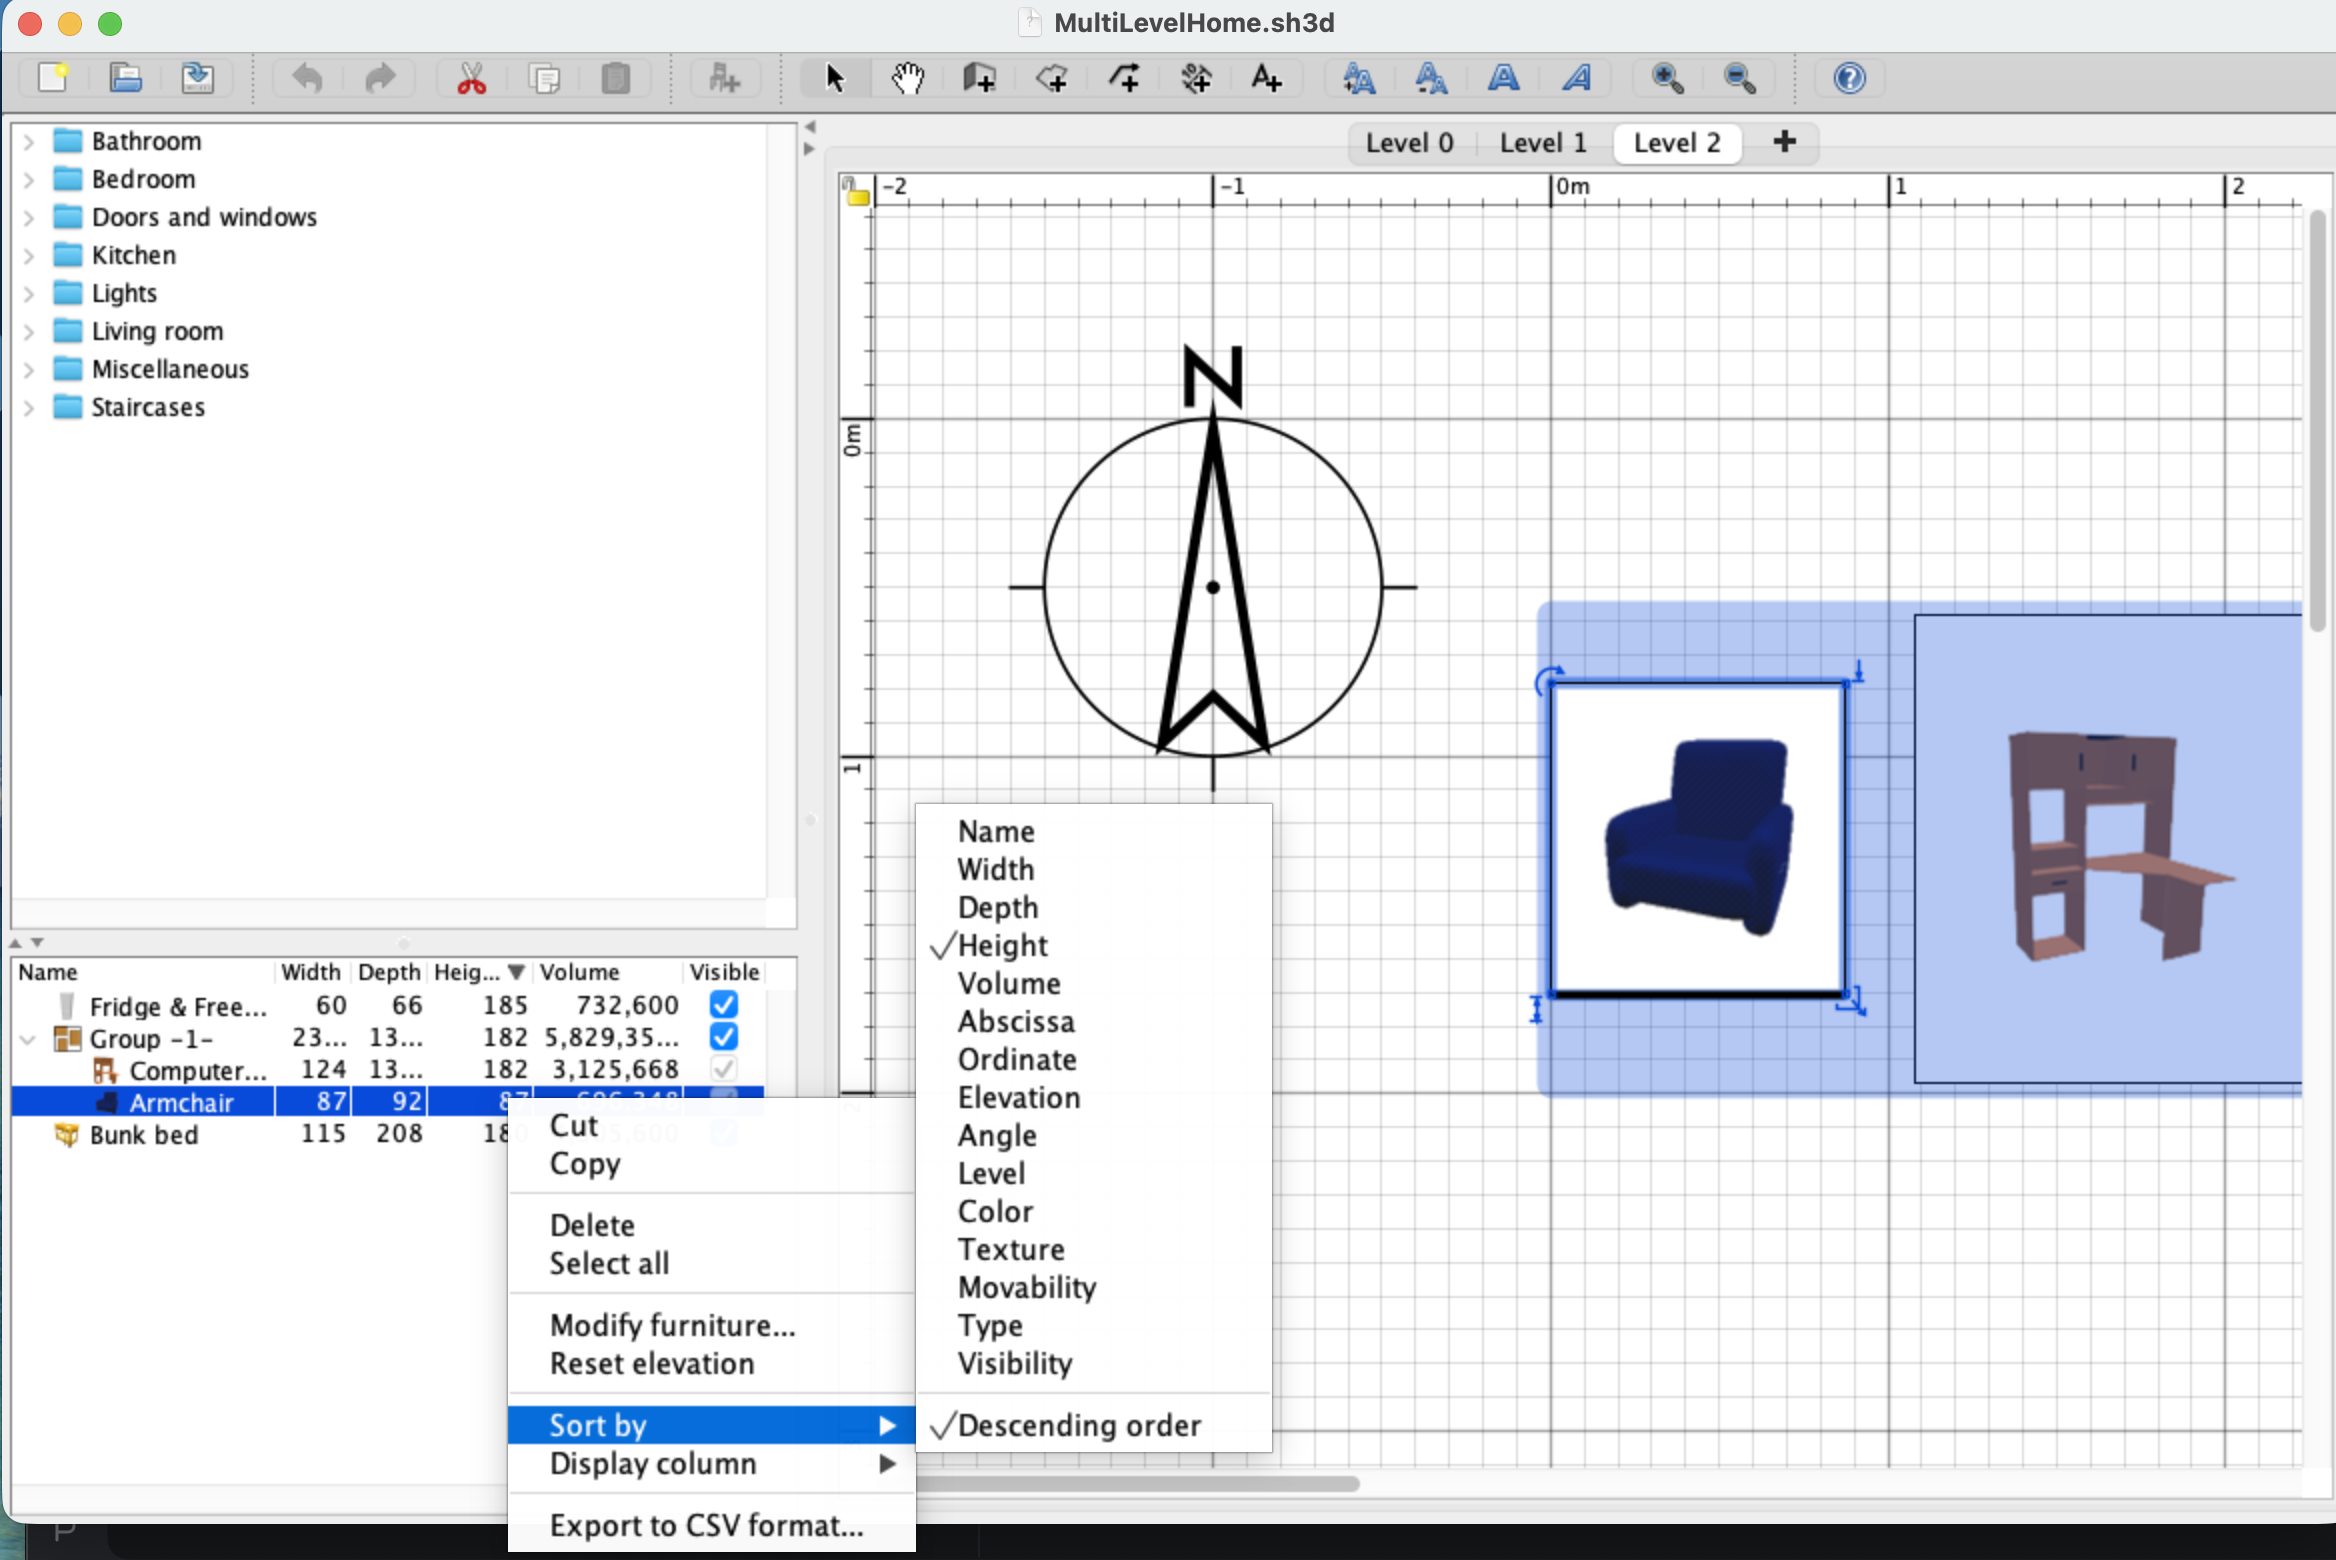 MultiLevelHome.sh3d
Bathroom
Bedroom
Doors and windows
Kitchen
Lights
Living room
Miscellaneous
Staircases
Level 0 Level 1 Level 2 +
-2 -1 0m 1 2
0m
1
N
Name Width Depth Heig... Volume Visible
Fridge & Free... 60 66 185 732,600
Group -1- 23... 13... 182 5,829,35...
Computer... 124 13... 182 3,125,668
Armchair 87 92 87
Bunk bed 115 208
Cut
Copy
Delete
Select all
Modify furniture...
Reset elevation
Sort by
Display column
Export to CSV format...
Name
Width
Depth
Height
Volume
Abscissa
Ordinate
Elevation
Angle
Level
Color
Texture
Movability
Type
Visibility
Descending order